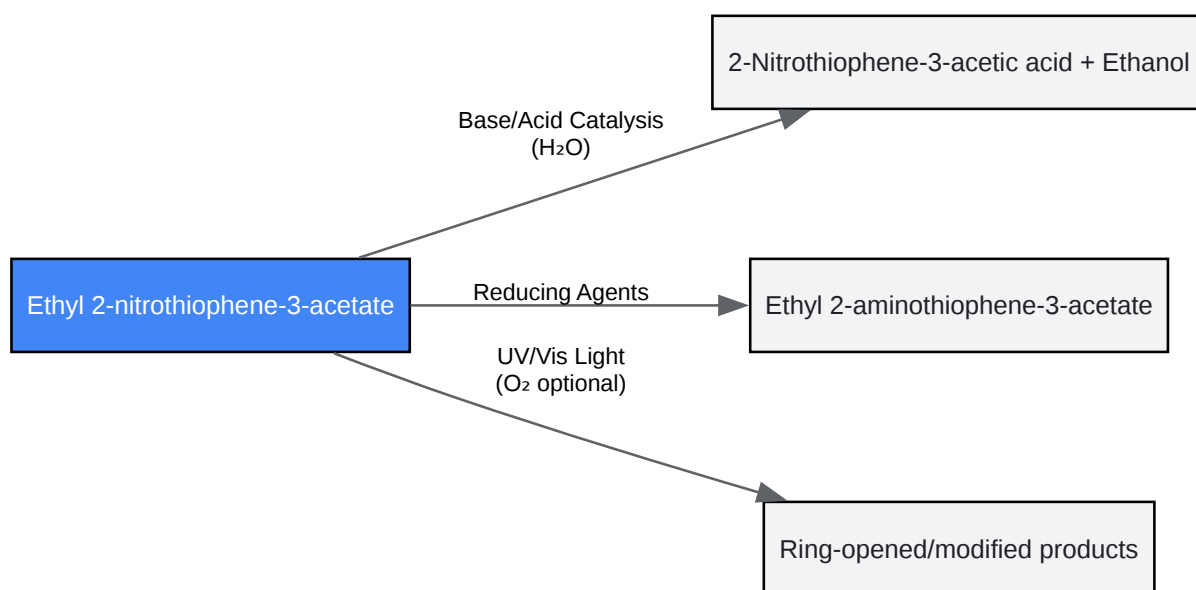 2-Nitrothiophene-3-acetic acid + Ethanol
Base/Acid Catalysis
(H₂O)
Ethyl 2-nitrothiophene-3-acetate
Reducing Agents
Ethyl 2-aminothiophene-3-acetate
UV/Vis Light
(O₂ optional)
Ring-opened/modified products